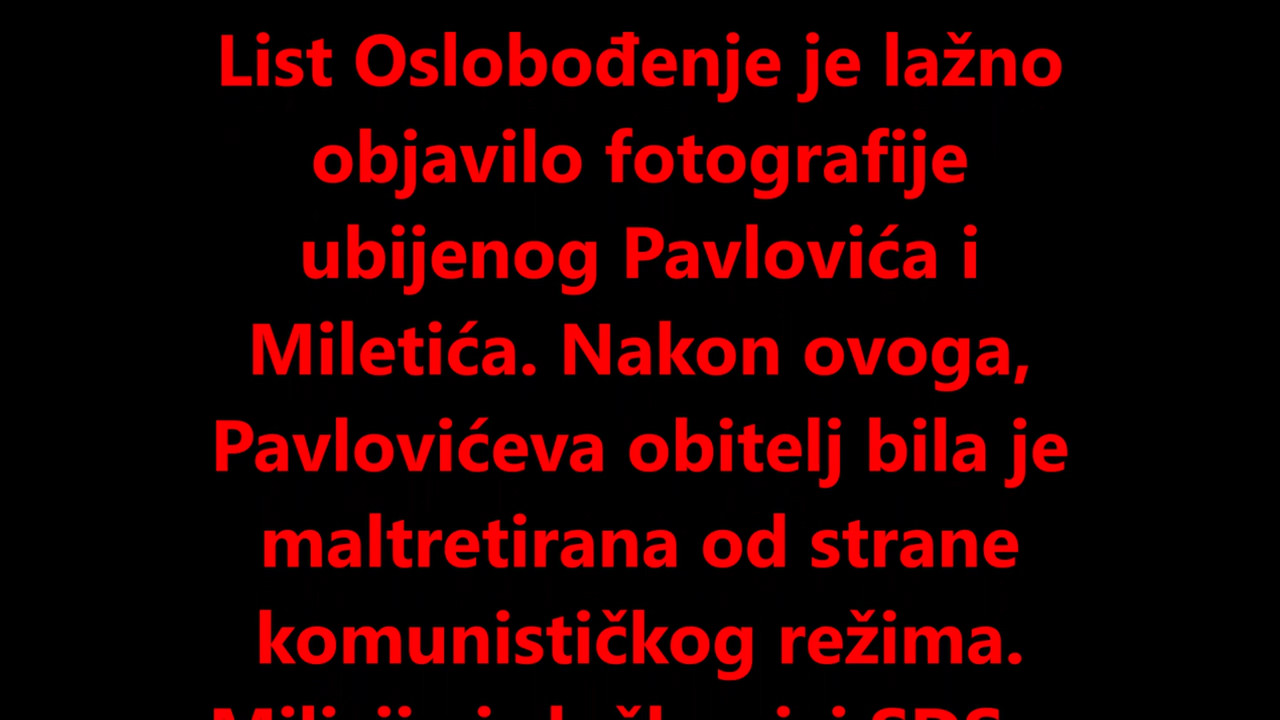 List Oslobođenje je lažno
objavilo fotografije
ubijenog Pavlovića i
Miletića. Nakon ovoga,
Pavlovićeva obitelj bila je
maltretirana od strane
komunističkog režima.